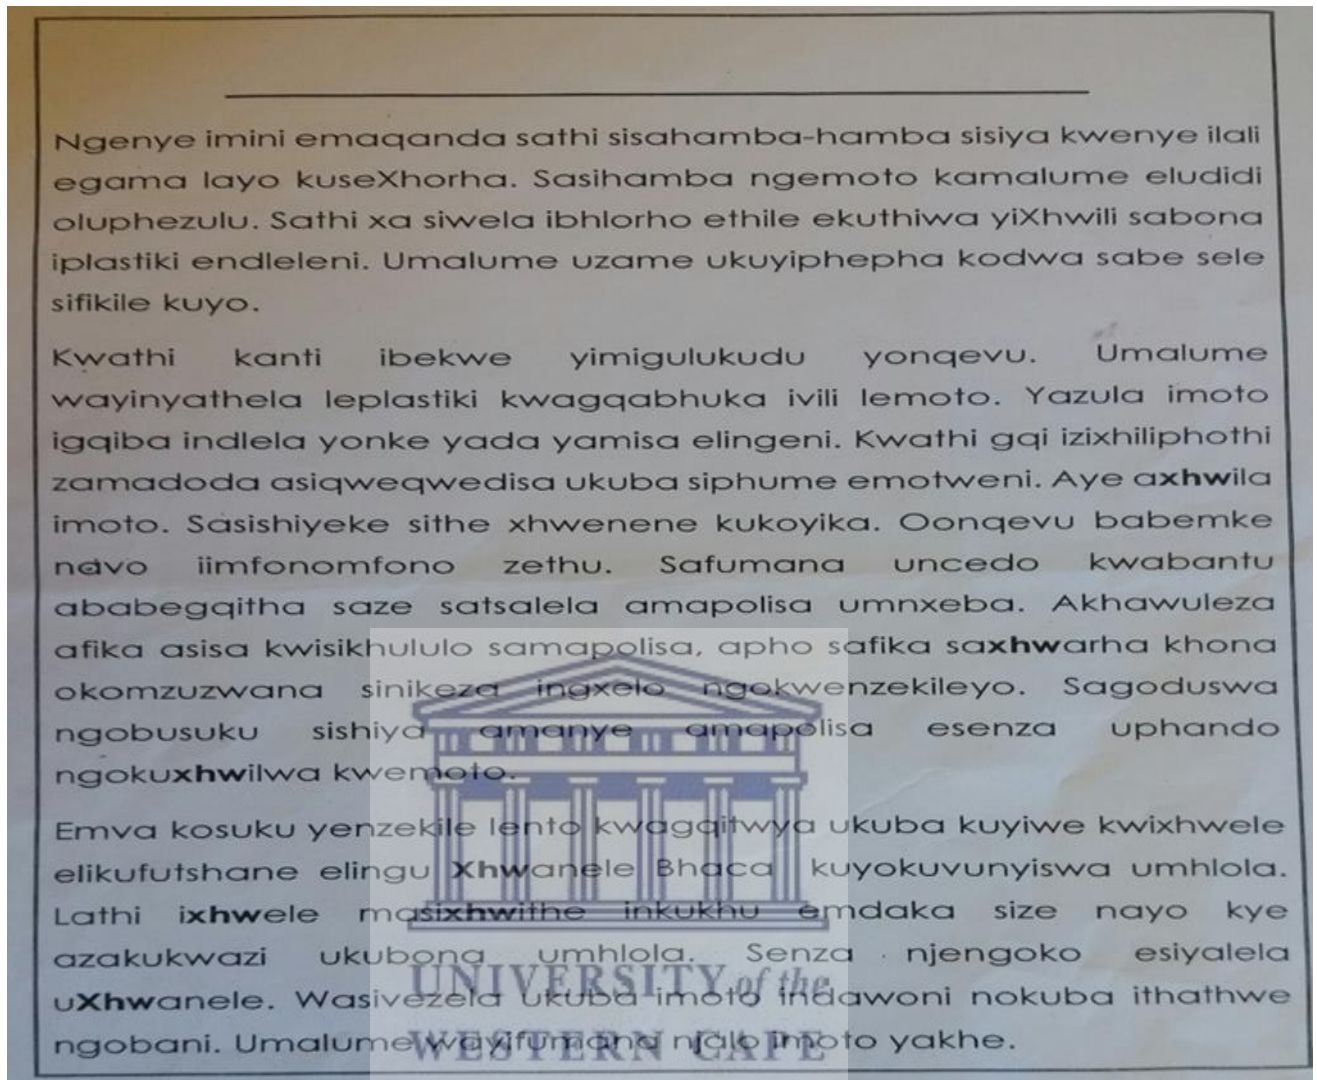 Ngenye imini emaqanda sathi sisahamba-hamba sisiya kwenye ilali
egama layo kuseXhorha. Sasihamba ngemoto kamalume eludidi
oluphezulu. Sathi xa siwela ibhlorho ethile ekuthiwa yiXhwili sabona
iplastiki endleleni. Umalume uzame ukuyiphepha kodwa sabe sele
sifikile kuyo.
Kwathi kanti ibekwe yimigulukudu yonqevu. Umalume
wayinyathela leplastiki kwagqabhuka ivili lemoto. Yazula imoto
igqiba indlela yonke yada yamisa elingeni. Kwathi gqi izixhiliphothi
zamadoda asiqweqwedisa ukuba siphume emotweni. Aye axhwila
imoto. Sasishiyeke sithe xhwenene kukoyika. Oonqevu babemke
navo iimfonomfono zethu. Safumana uncedo kwabantu
ababegqitha saze satsalela amapolisa umnxeba. Akhawuleza
afika asisa kwisikhululo samapolisa, apho safika saxhwarha khona
okomzuzwana sinikeza ingxelo ngokwenzekileyo. Sagoduswa
ngobusuku sishiya amanye amapolisa esenza uphando
ngokuxhwilwa kwemoto.
Emva kosuku yenzekile lento kwagqitwya ukuba kuyiwe kwixhwele
elikufutshane elingu Xhwanele Bhaca kuyokuvunyiswa umhlola.
Lathi ixhwele masixhwithe inkukhu emdaka size nayo kye
azakukwazi ukubona umhlola. Senza njengoko esiyalela
uXhwanele. Wasivezela ukuba imoto indawoni nokuba ithathwe
ngobani. Umalume wayifumana njalo imoto yakhe.
UNIVERSITY of the
WESTERN CAPE